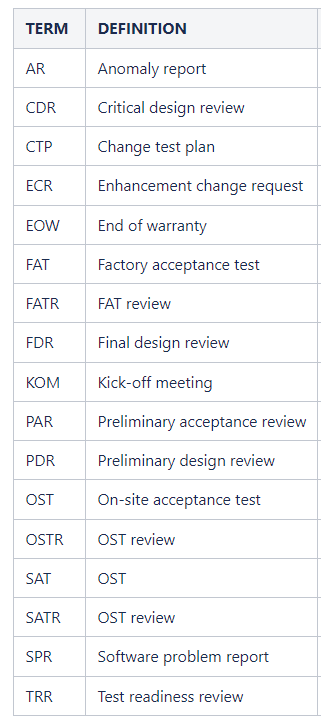 TERM DEFINITION
AR Anomaly report
CDR Critical design review
CTP Change test plan
ECR Enhancement change request
EOW End of warranty
FAT Factory acceptance test
FATR FAT review
FDR Final design review
KOM Kick-off meeting
PAR Preliminary acceptance review
PDR Preliminary design review
OST On-site acceptance test
OSTR OST review
SAT OST
SATR OST review
SPR Software problem report
TRR Test readiness review